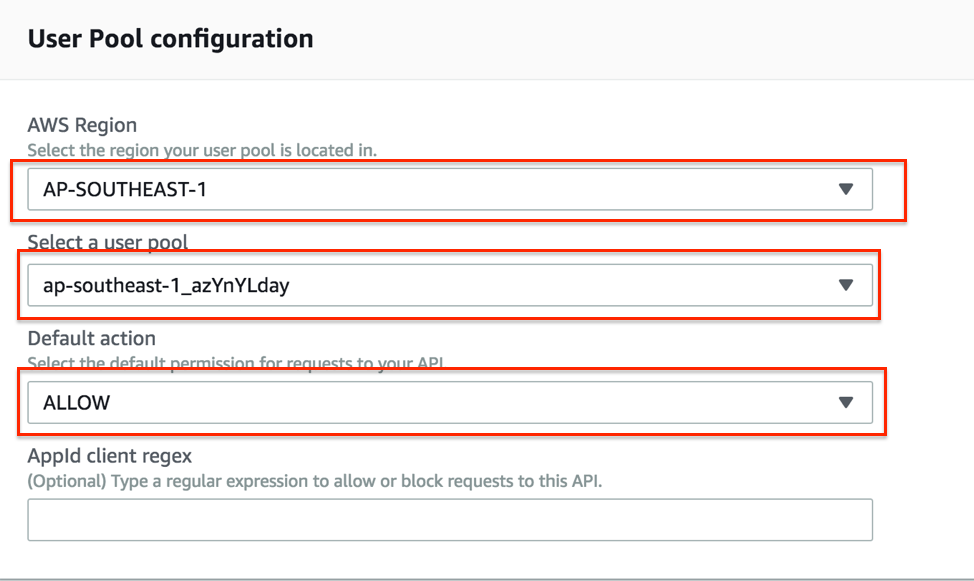 User Pool configuration
AWS Region
Select the region your user pool is located in.
AP-SOUTHEAST-1
Select a user pool
ap-southeast-1_azYnYLday
Default action
Select the default permission for requests to your API
ALLOW
AppId client regex
(Optional) Type a regular expression to allow or block requests to this API.